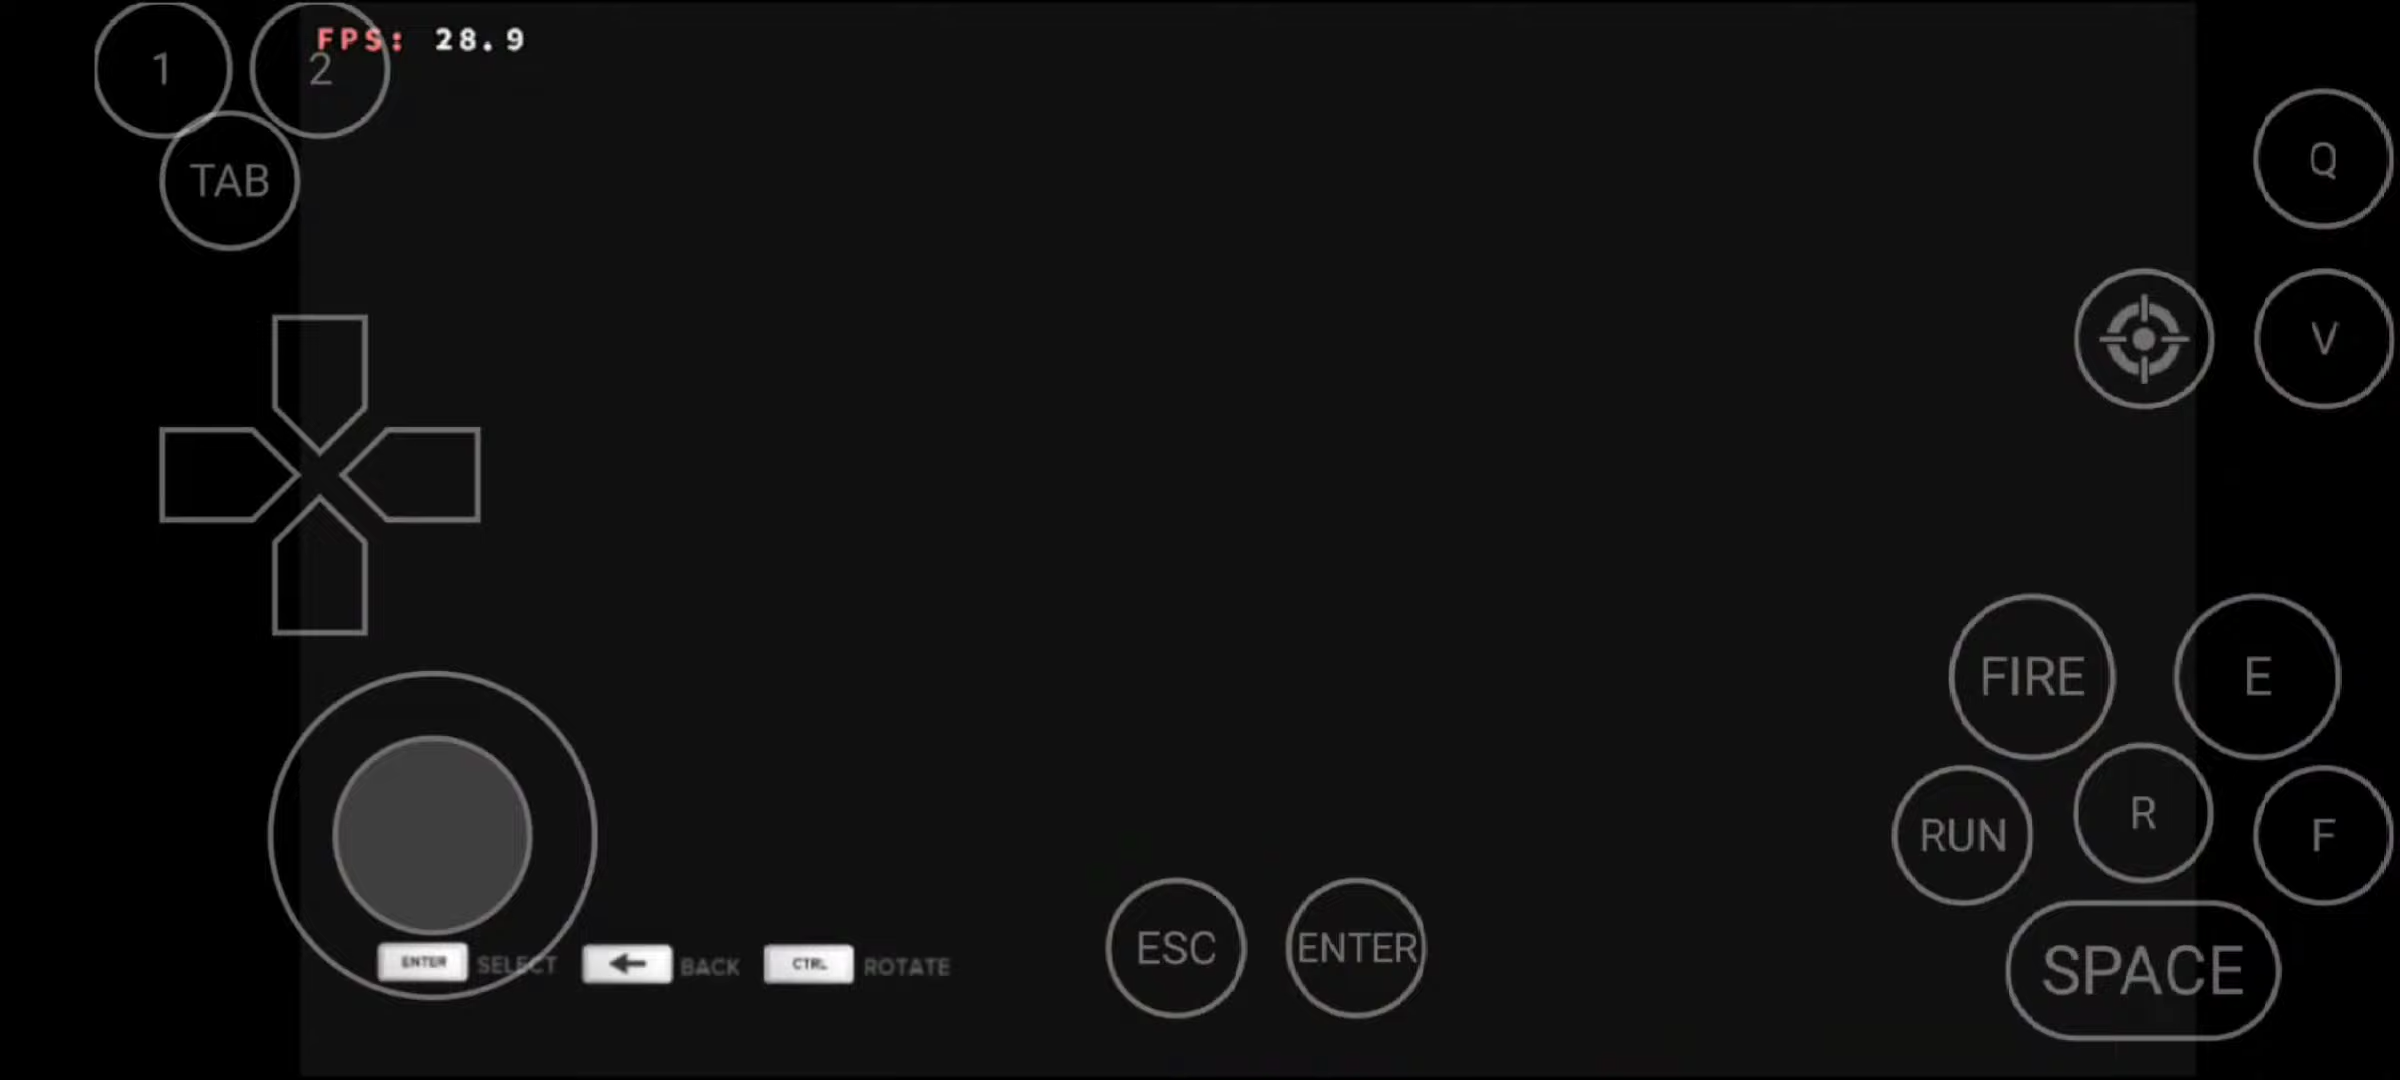 FPS: 28.9
1
2
TAB
Q
V
FIRE
E
RUN
R
F
ENTER SELECT ← BACK CTRL ROTATE
ESC
ENTER
SPACE